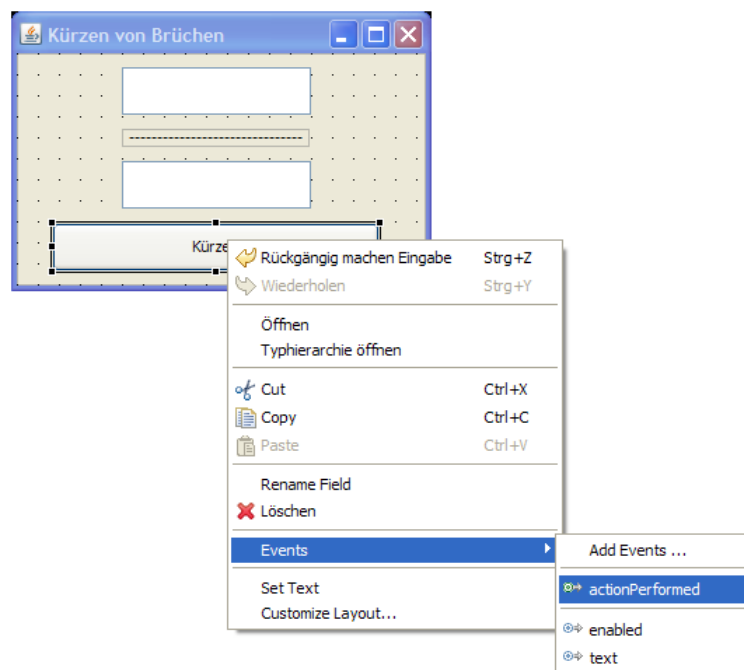 Kürzen von Brüchen
--------------------------------
Kürze
Rückgängig machen Eingabe Strg+Z
Wiederholen Strg+Y
Öffnen
Typhierarchie öffnen
Cut Ctrl+X
Copy Ctrl+C
Paste Ctrl+V
Rename Field
Löschen
Events
Add Events ...
actionPerformed
Set Text
enabled
Customize Layout...
text